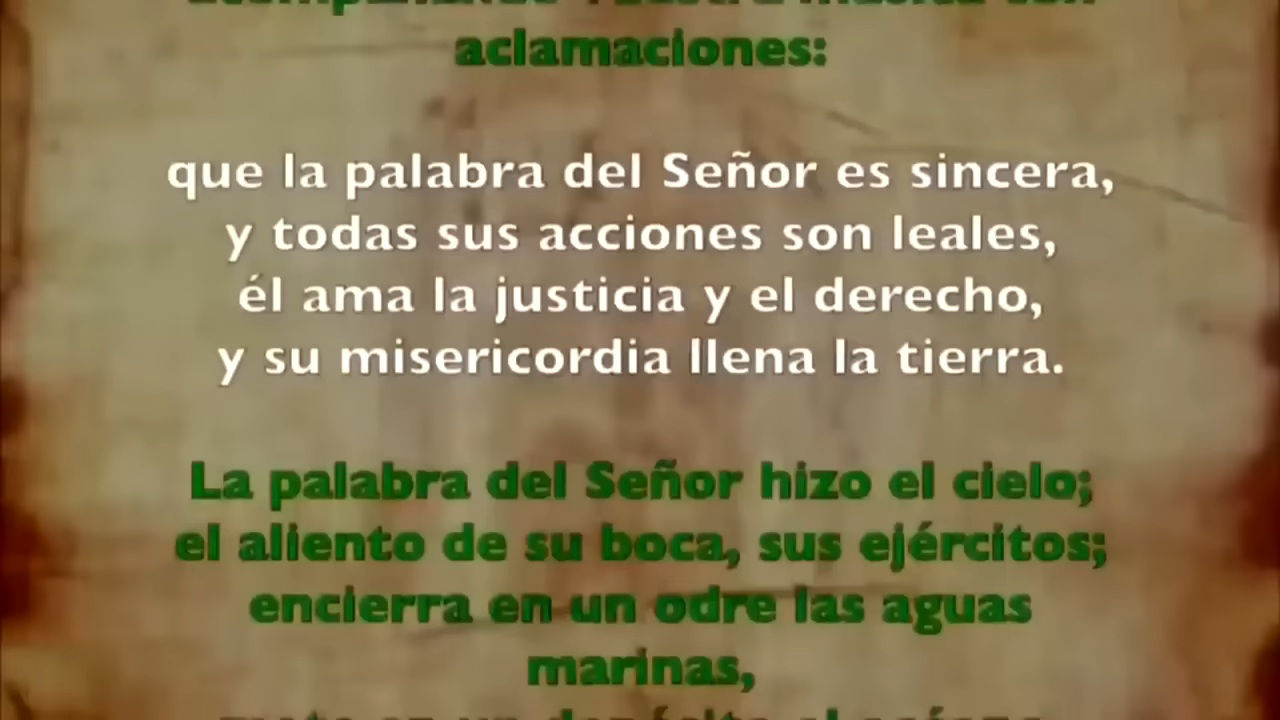 aclamaciones:
que la palabra del Señor es sincera,
y todas sus acciones son leales,
él ama la justicia y el derecho,
y su misericordia llena la tierra.
La palabra del Señor hizo el cielo;
el aliento de su boca, sus ejércitos;
encierra en un odre las aguas
marinas,